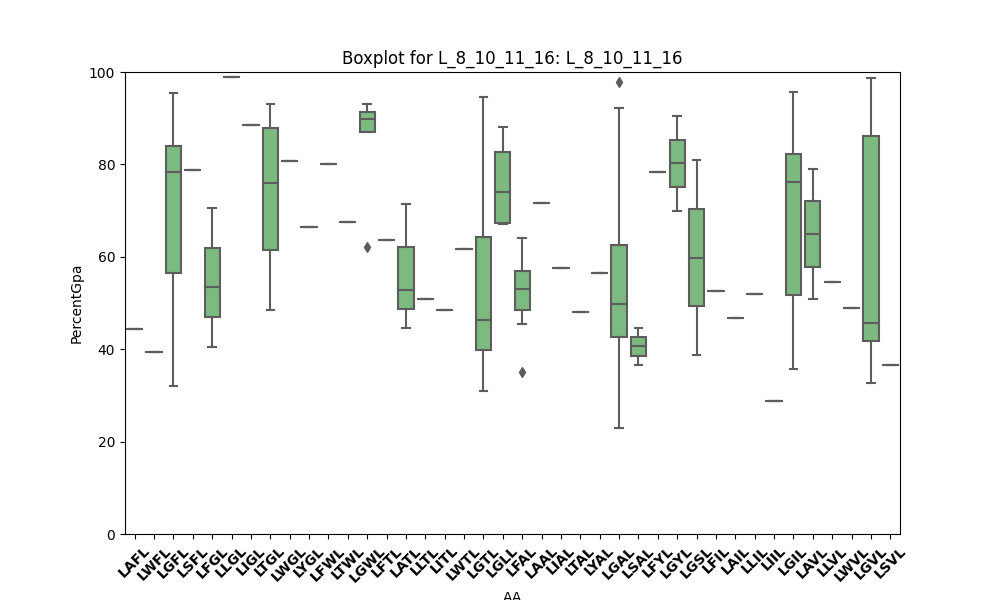 Boxplot for L_8_10_11_16: L_8_10_11_16
100
80
60
40
20
0
PercentGpa
LAFL LWFL LGFL LSFL LFGL LLGL LIGL LTGL LWGL LYGL LFWL LTWL LGWL LFTL LATL LLTL LITL LWTL LGTL LGLL LFAL LAAL LIAL LTAL LYAL LGAL LSAL LFYL LGYL LGSL LFIL LAIL LLIL LIIL LGIL LAVL LLVL LWVL LGVL LSVL
AA